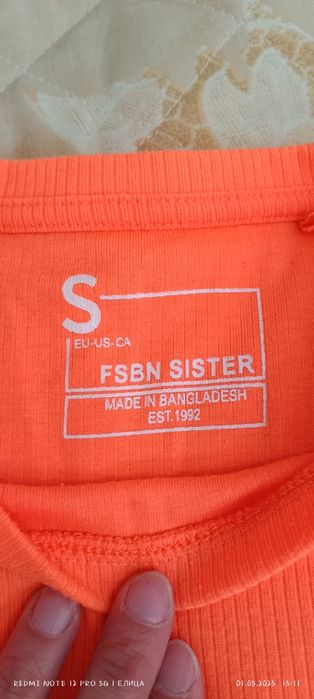 S
EU-US-CA
FSBN SISTER
MADE IN BANGLADESH
EST.1992
REDMI NOTE 12 PRO 5G | ЕЛИЦА
01.05.2025 15:11